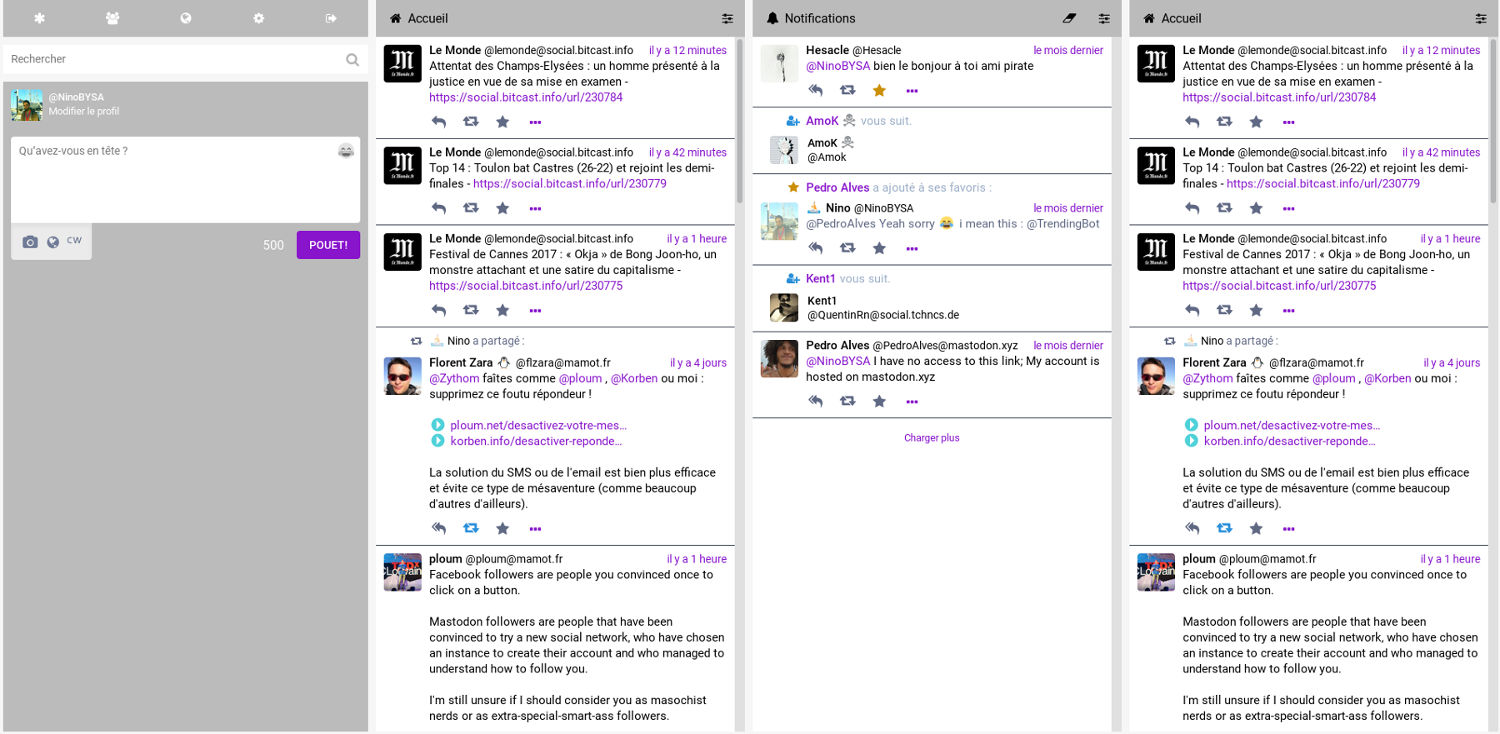 Rechercher
@NinoBYSA
Modifier le profil
Qu'avez-vous en tête ?
CW
500
POUET!
Accueil
Le Monde @lemonde@social.bitcast.info il y a 12 minutes
Attentat des Champs-Elysées : un homme présenté à la
justice en vue de sa mise en examen -
https://social.bitcast.info/url/230784
Le Monde @lemonde@social.bitcast.info il y a 42 minutes
Top 14 : Toulon bat Castres (26-22) et rejoint les demi-
finales - https://social.bitcast.info/url/230779
Le Monde @lemonde@social.bitcast.info il y a 1 heure
Festival de Cannes 2017 : « Okja » de Bong Joon-ho, un
monstre attachant et une satire du capitalisme -
https://social.bitcast.info/url/230775
Nino a partagé :
Florent Zara @flzara@mamot.fr il y a 4 jours
@Zythom faîtes comme @ploum , @Korben ou moi :
supprimez ce foutu répondeur !
ploum.net/desactivez-votre-mes…
korben.info/desactiver-reponde…
La solution du SMS ou de l'email est bien plus efficace
et évite ce type de mésaventure (comme beaucoup
d'autres d'ailleurs).
ploum @ploum@mamot.fr il y a 1 heure
Facebook followers are people you convinced once to
click on a button.
Mastodon followers are people that have been
convinced to try a new social network, who have chosen
an instance to create their account and who managed to
understand how to follow you.
I'm still unsure if I should consider you as masochist
nerds or as extra-special-smart-ass followers.
Notifications
Hesacle @Hesacle le mois dernier
@NinoBYSA bien le bonjour à toi ami pirate
AmoK ☠ vous suit.
AmoK ☠
@Amok
Pedro Alves a ajouté à ses favoris :
Nino @NinoBYSA le mois dernier
@PedroAlves Yeah sorry 😂 i mean this : @TrendingBot
Kent1 vous suit.
Kent1
@QuentinRn@social.tchncs.de
Pedro Alves @PedroAlves@mastodon.xyz le mois dernier
@NinoBYSA I have no access to this link; My account is
hosted on mastodon.xyz
Charger plus
Accueil
Le Monde @lemonde@social.bitcast.info il y a 12 minutes
Attentat des Champs-Elysées : un homme présenté à la
justice en vue de sa mise en examen -
https://social.bitcast.info/url/230784
Le Monde @lemonde@social.bitcast.info il y a 42 minutes
Top 14 : Toulon bat Castres (26-22) et rejoint les demi-
finales - https://social.bitcast.info/url/230779
Le Monde @lemonde@social.bitcast.info il y a 1 heure
Festival de Cannes 2017 : « Okja » de Bong Joon-ho, un
monstre attachant et une satire du capitalisme -
https://social.bitcast.info/url/230775
Nino a partagé :
Florent Zara @flzara@mamot.fr il y a 4 jours
@Zythom faîtes comme @ploum , @Korben ou moi :
supprimez ce foutu répondeur !
ploum.net/desactivez-votre-mes…
korben.info/desactiver-reponde…
La solution du SMS ou de l'email est bien plus efficace
et évite ce type de mésaventure (comme beaucoup
d'autres d'ailleurs).
ploum @ploum@mamot.fr il y a 1 heure
Facebook followers are people you convinced once to
click on a button.
Mastodon followers are people that have been
convinced to try a new social network, who have chosen
an instance to create their account and who managed to
understand how to follow you.
I'm still unsure if I should consider you as masochist
nerds or as extra-special-smart-ass followers.